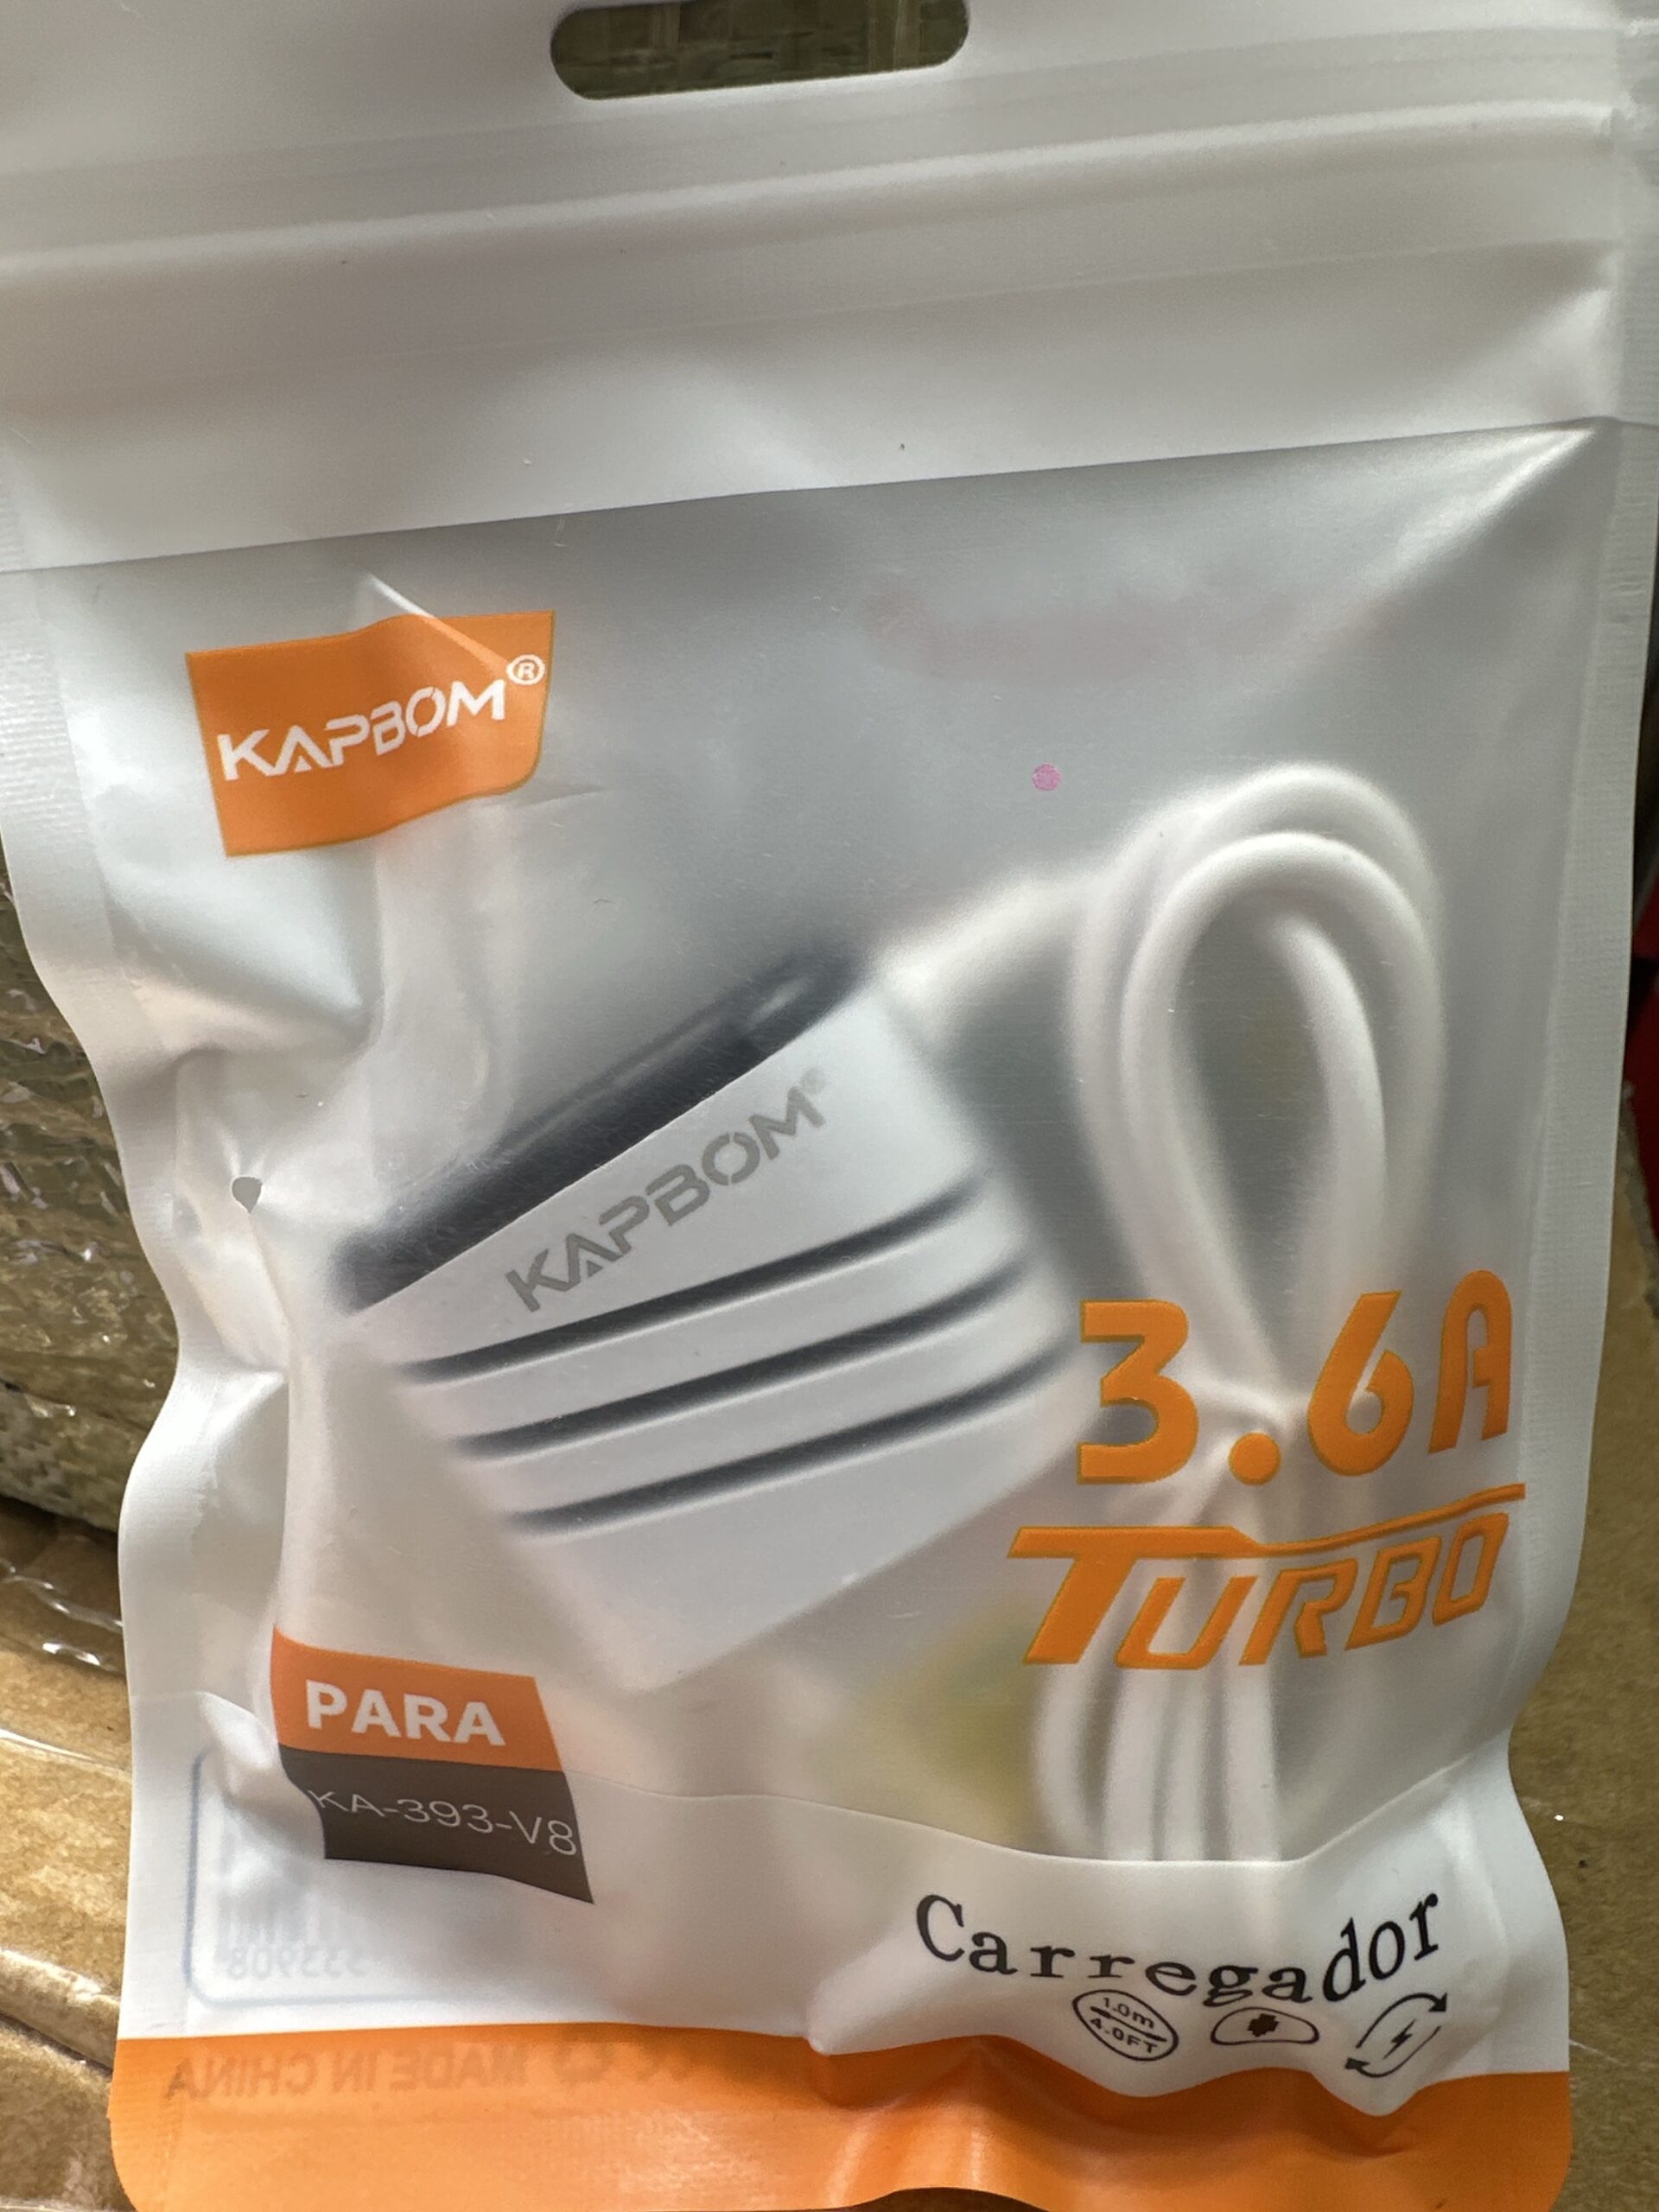 KAPBOM®
KAPBOM®
3.6A
TURBO
PARA
KA-393-V8
Carregador
1.0m
4.0FT
MADE IN CHINA